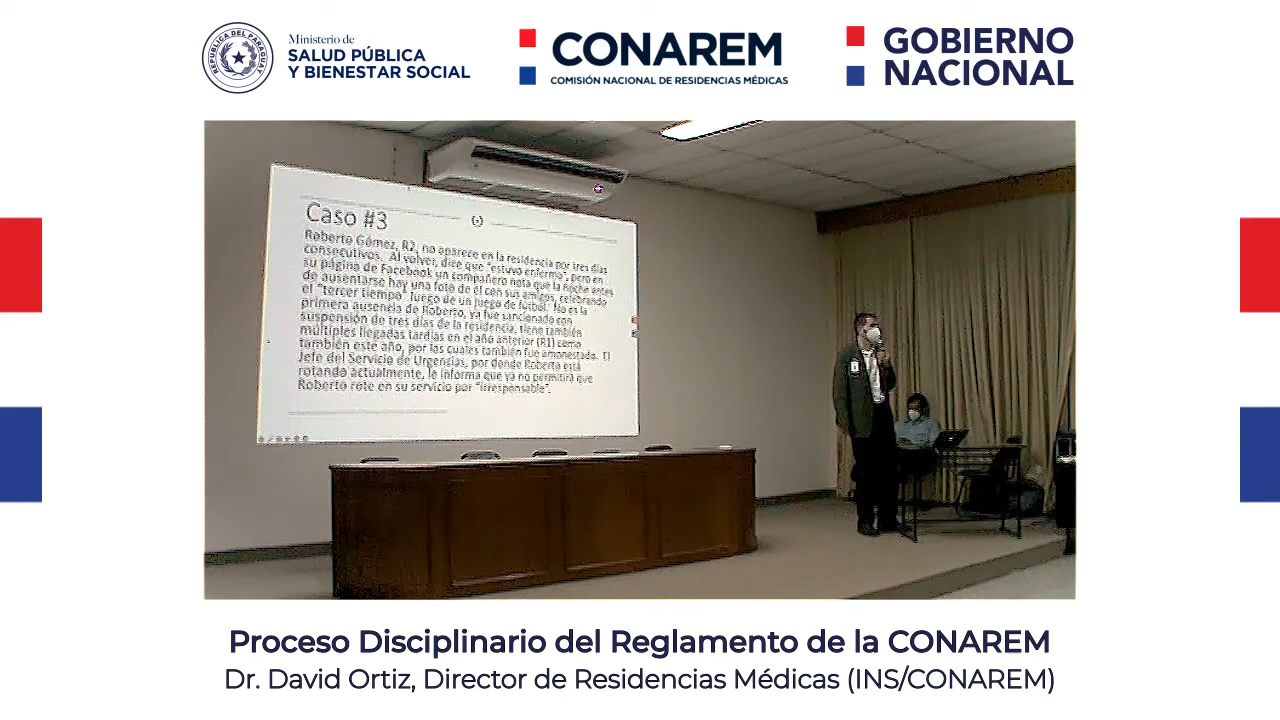 REPUBLICA DEL PARAGUAY
Ministerio de
SALUD PÚBLICA
Y BIENESTAR SOCIAL
CONAREM
COMISIÓN NACIONAL DE RESIDENCIAS MÉDICAS
GOBIERNO
NACIONAL
Caso #3
Roberto Gómez, R2, no aparece en la residencia por tres días
consecutivos. Al volver, dice que "estuvo enfermo", pero en
su página de Facebook un compañero nota que la noche antes
de ausentarse hay una foto de él con sus amigos, celebrando
el "tercer tiempo" luego de un juego de fútbol. No es la
primera ausencia de Roberto, ya fue sancionado con
suspensión de tres días de la residencia, tiene también
múltiples llegadas tardías en el año anterior (R1) como
también este año, por las cuales también fue amonestado. El
Jefe del Servicio de Urgencias, por donde Roberto está
rotando actualmente, le informa que ya no permitirá que
Roberto rote en su servicio por "irresponsable".
Proceso Disciplinario del Reglamento de la CONAREM
Dr. David Ortiz, Director de Residencias Médicas (INS/CONAREM)